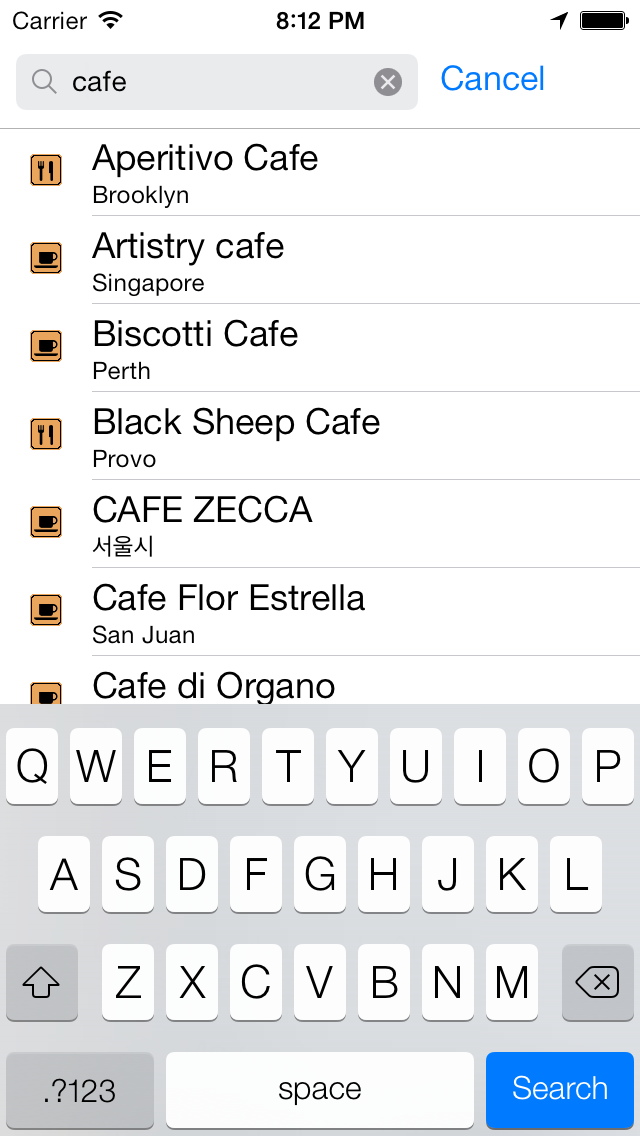 Carrier 8:12 PM
cafe Cancel
Aperitivo Cafe
Brooklyn
Artistry cafe
Singapore
Biscotti Cafe
Perth
Black Sheep Cafe
Provo
CAFE ZECCA
서울시
Cafe Flor Estrella
San Juan
Cafe di Organo
Q W E R T Y U I O P
A S D F G H J K L
Z X C V B N M
.?123 space Search